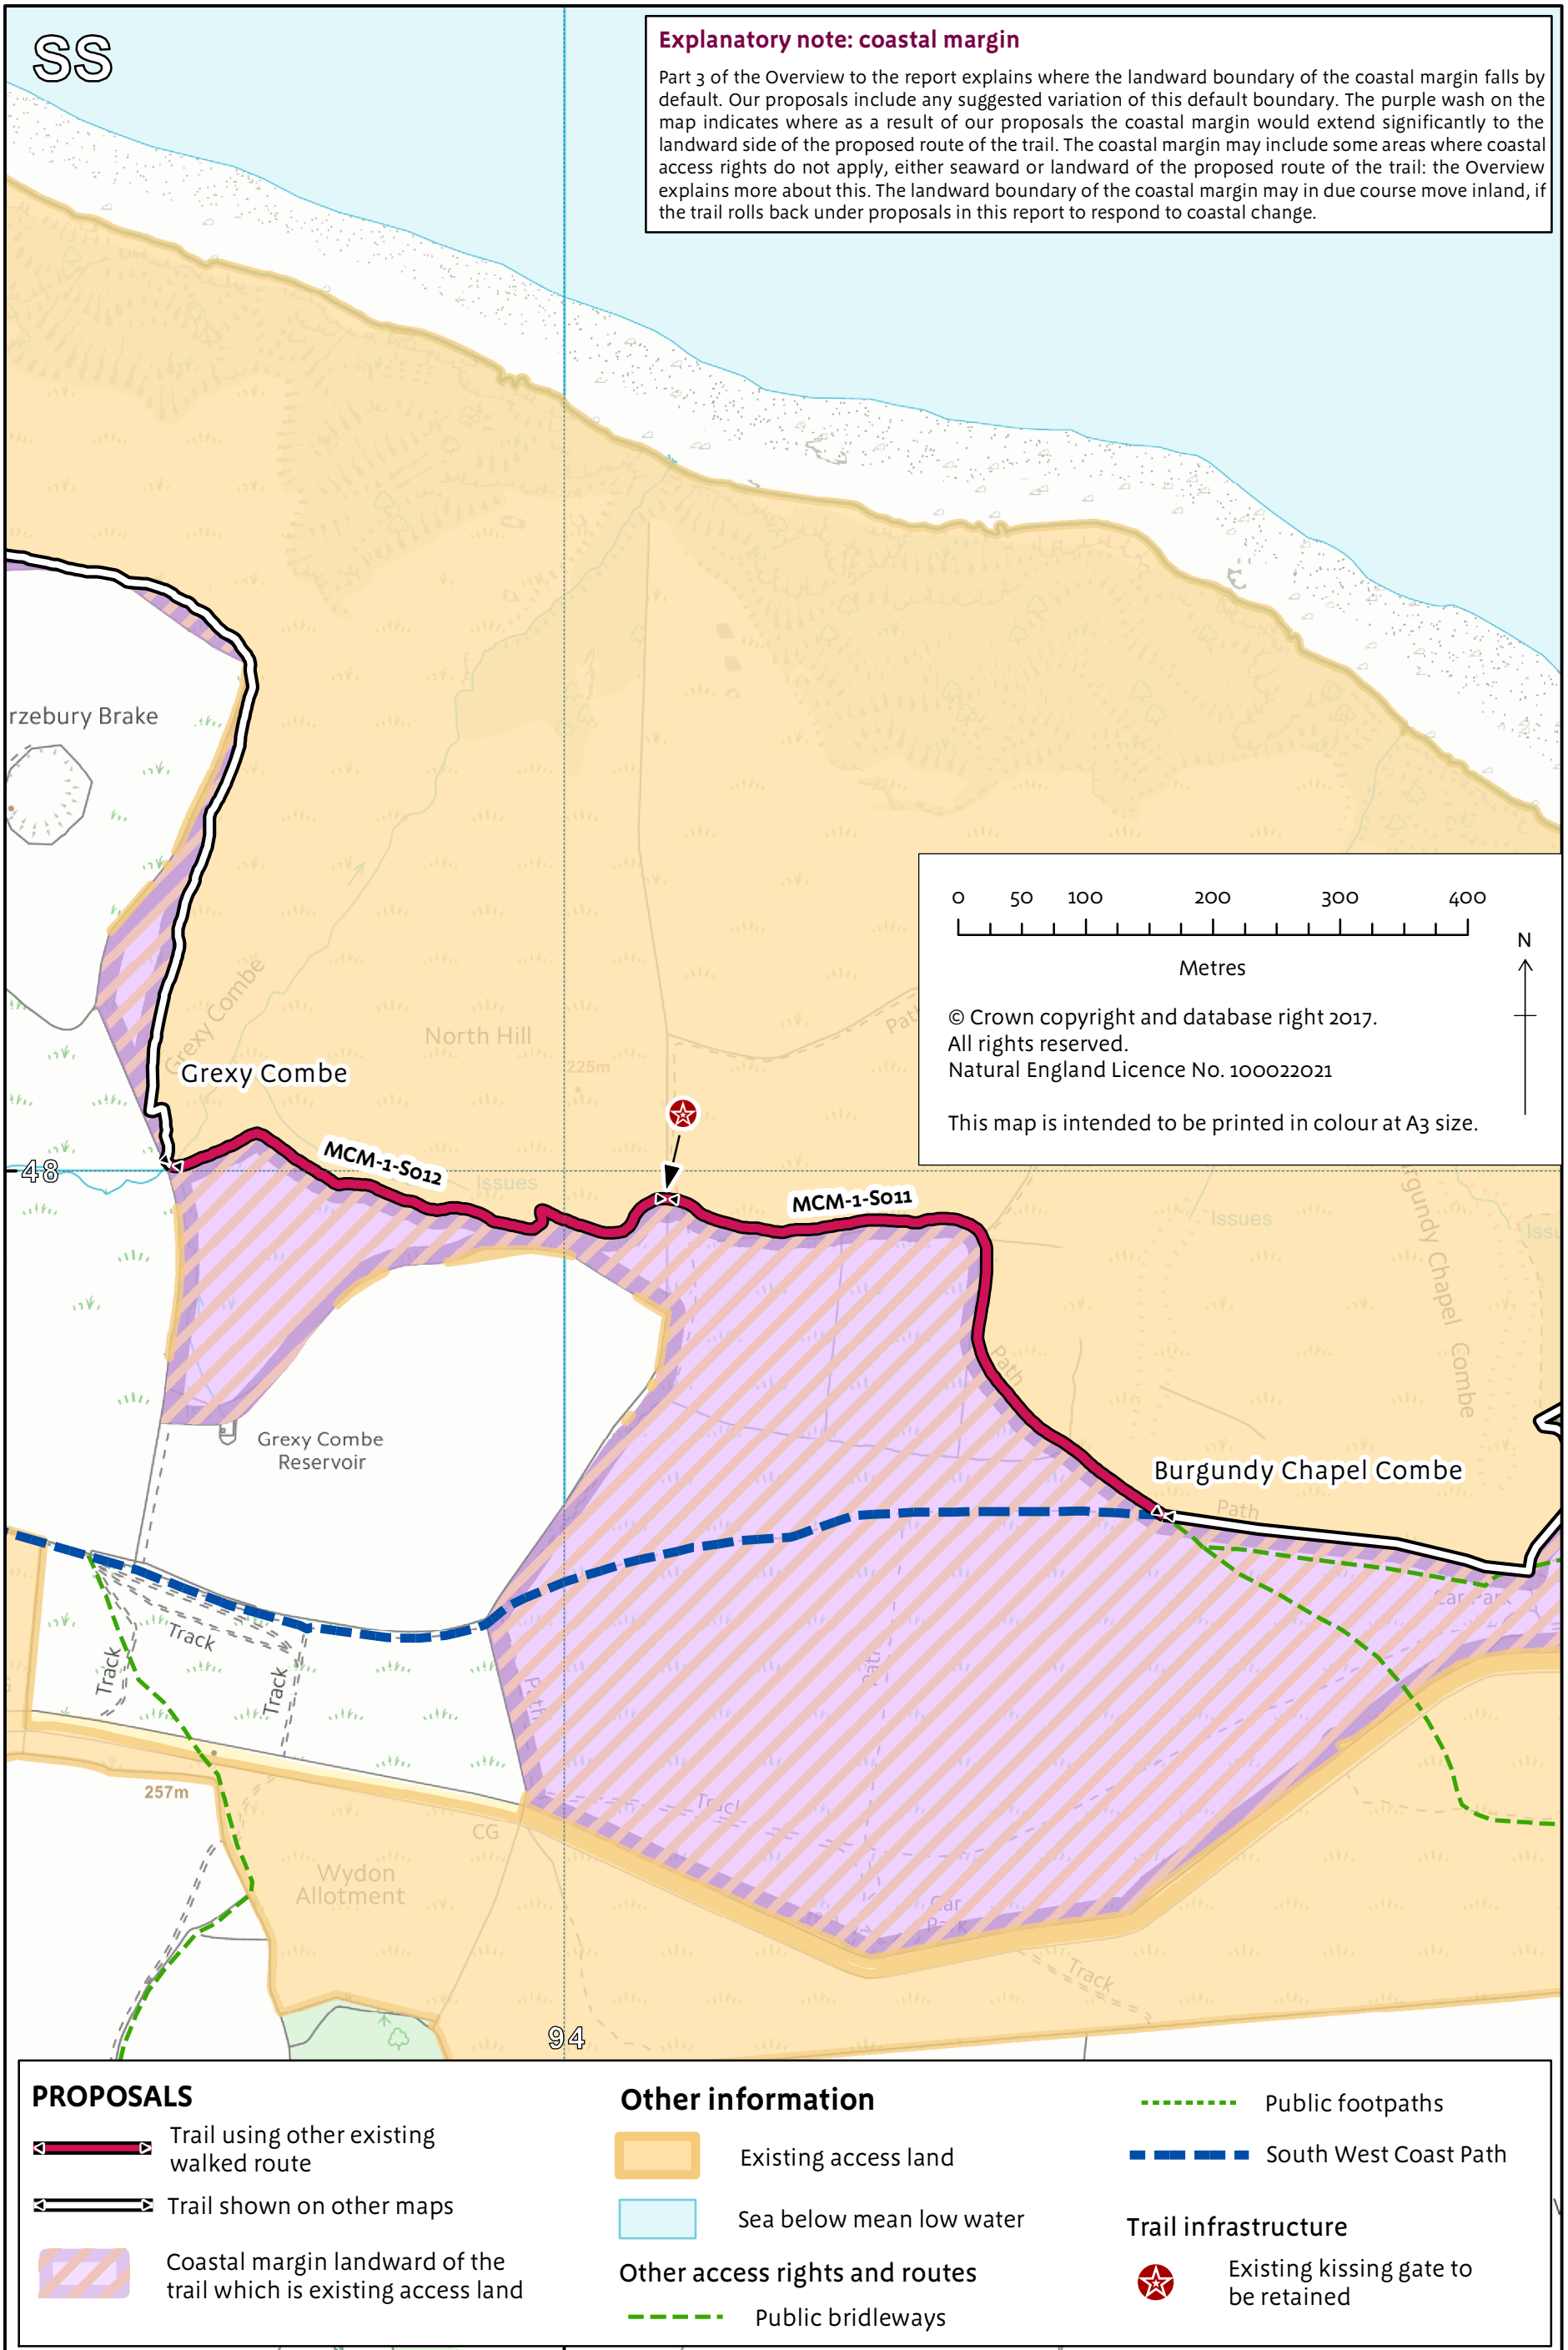 SS
Explanatory note: coastal margin
Part 3 of the Overview to the report explains where the landward boundary of the coastal margin falls by
default. Our proposals include any suggested variation of this default boundary. The purple wash on the
map indicates where as a result of our proposals the coastal margin would extend significantly to the
landward side of the proposed route of the trail. The coastal margin may include some areas where coastal
access rights do not apply, either seaward or landward of the proposed route of the trail: the Overview
explains more about this. The landward boundary of the coastal margin may in due course move inland, if
the trail rolls back under proposals in this report to respond to coastal change.
rzebury Brake
0 50 100 200 300 400
Metres
N
© Crown copyright and database right 2017.
All rights reserved.
Natural England Licence No. 100022021
This map is intended to be printed in colour at A3 size.
Grexy Combe
North Hill
225m
Path
Grexy Combe
MCM-1-S012
48
Issues
MCM-1-S011
Issues
Issu
rgundy Chapel Combe
Path
Grexy Combe
Reservoir
Burgundy Chapel Combe
Path
Car Park
Track
Track
Track
Path
Path
257m
Track
CG
Wydon
Allotment
Car
Park
Track
94
PROPOSALS
Trail using other existing
walked route
Trail shown on other maps
Coastal margin landward of the
trail which is existing access land
Other information
Existing access land
Sea below mean low water
Other access rights and routes
Public bridleways
Public footpaths
South West Coast Path
Trail infrastructure
Existing kissing gate to
be retained